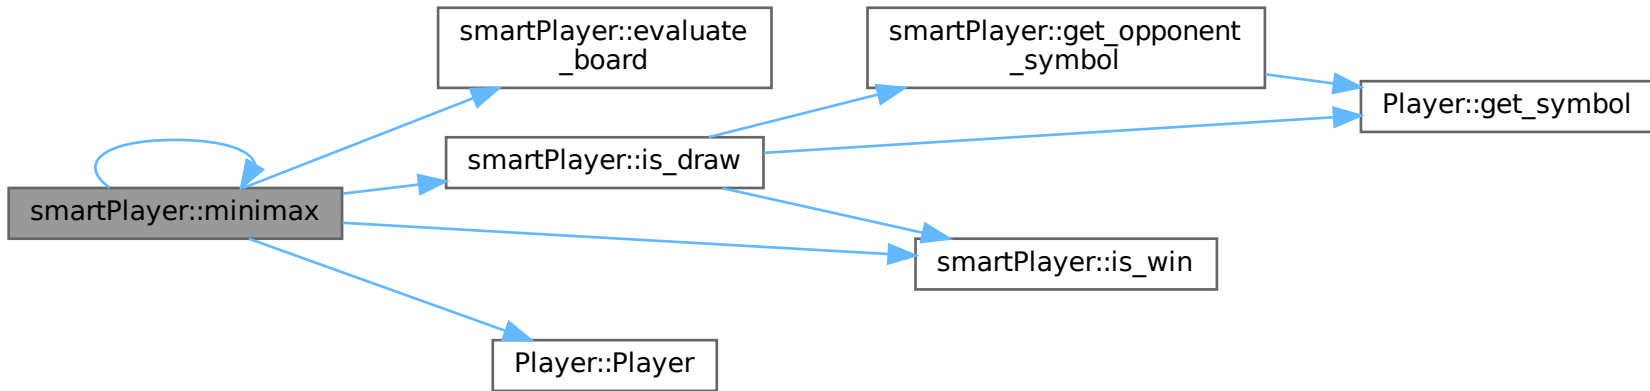 smartPlayer::minimax
smartPlayer::evaluate
_board
smartPlayer::is_draw
Player::Player
smartPlayer::get_opponent
_symbol
smartPlayer::is_win
Player::get_symbol